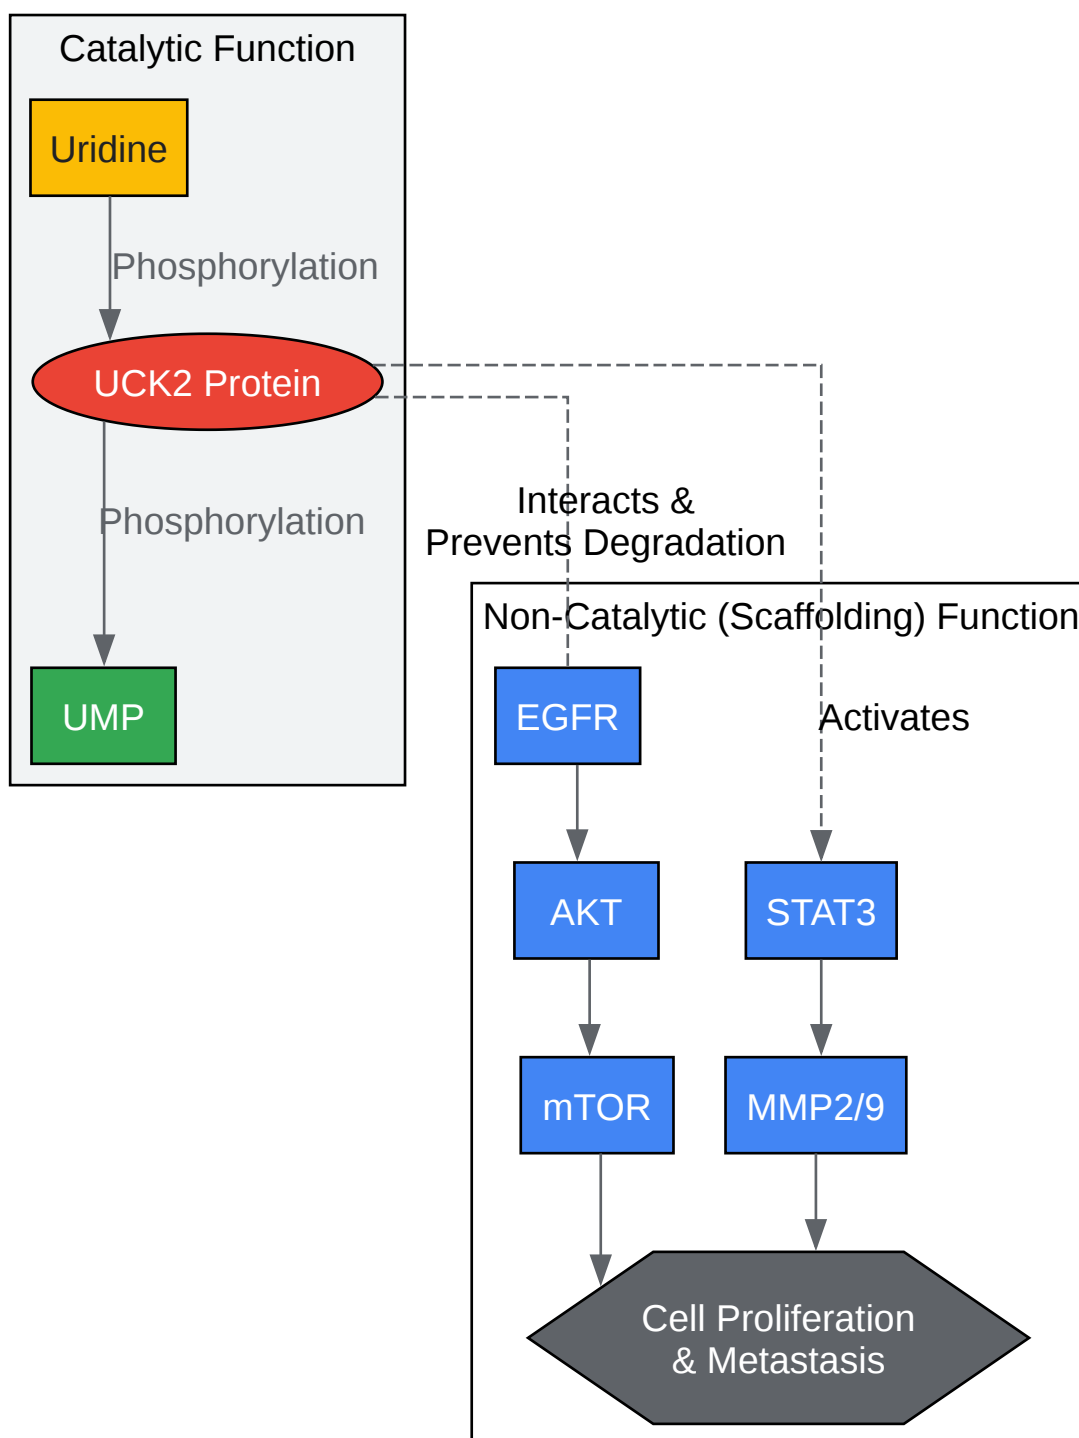 Catalytic Function
Uridine
Phosphorylation
UCK2 Protein
Phosphorylation
UMP
Interacts &
Prevents Degradation
Non-Catalytic (Scaffolding) Function
EGFR
Activates
AKT
STAT3
mTOR
MMP2/9
Cell Proliferation
& Metastasis